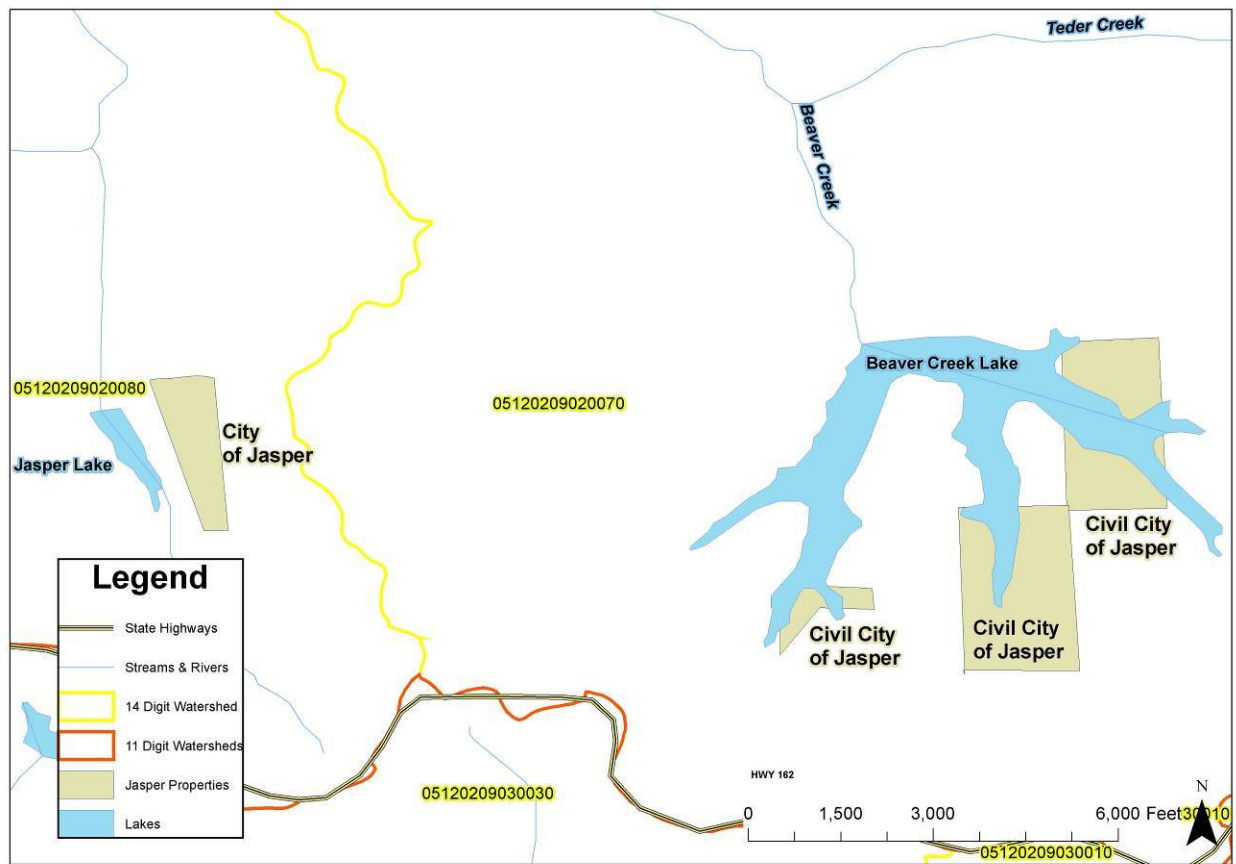 Teder Creek
Beaver Creek
Beaver Creek Lake
05120209020080
05120209020070
City
of Jasper
Jasper Lake
Civil City
of Jasper
Civil City
of Jasper
Civil City
of Jasper
Legend
State Highways
Streams & Rivers
14 Digit Watershed
11 Digit Watersheds
Jasper Properties
Lakes
05120209030030
HWY 162
N
0 1,500 3,000 6,000 Feet
30010
05120209030010